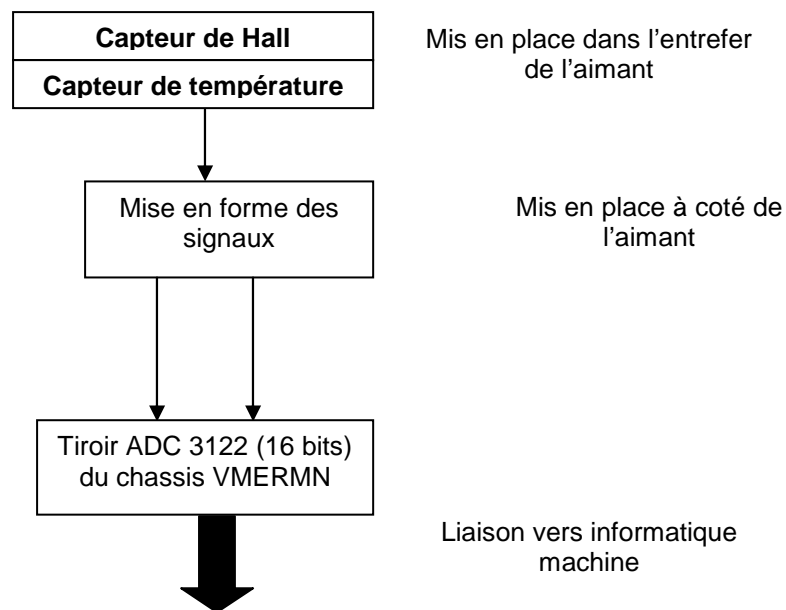 Capteur de Hall
Mis en place dans l'entrefer
de l'aimant
Capteur de température
Mise en forme des
signaux
Mis en place à coté de
l'aimant
Tiroir ADC 3122 (16 bits)
du chassis VMERMN
Liaison vers informatique
machine